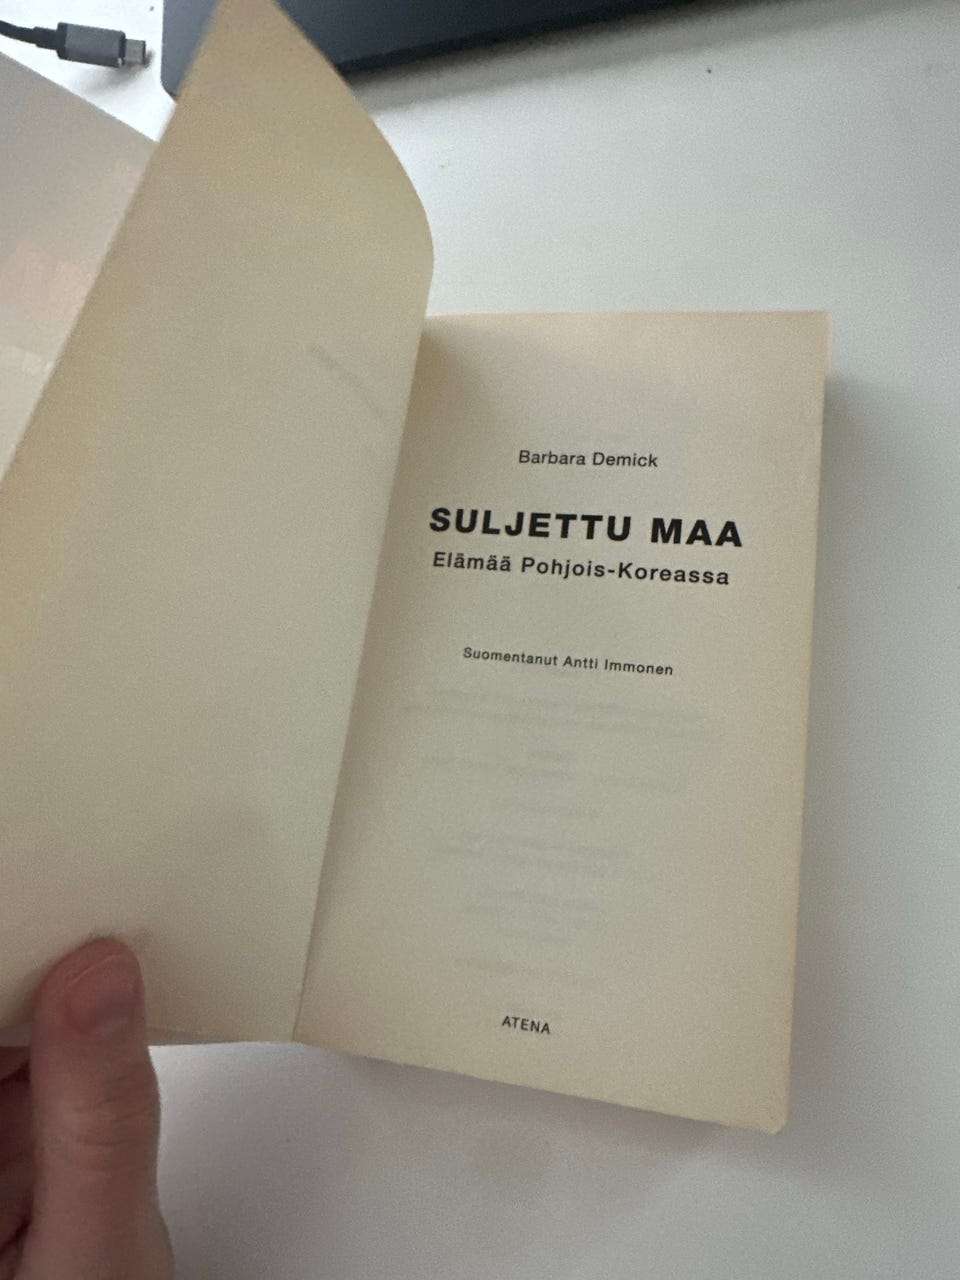 Barbara Demick
SULJETTU MAA
Elämää Pohjois-Koreassa
Suomentanut Antti Immonen
ATENA